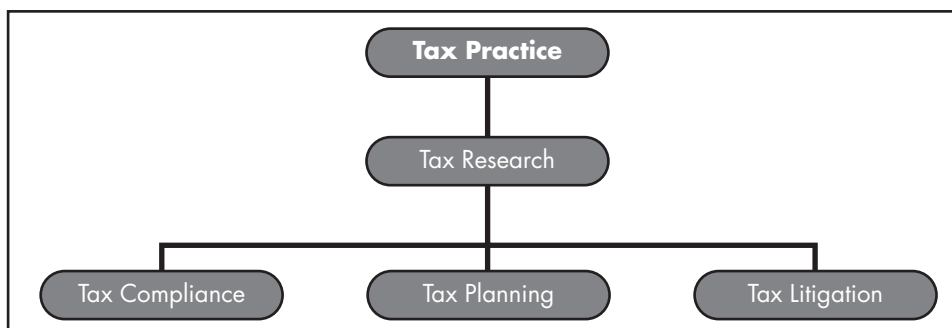 Tax Practice
Tax Research
Tax Compliance
Tax Planning
Tax Litigation